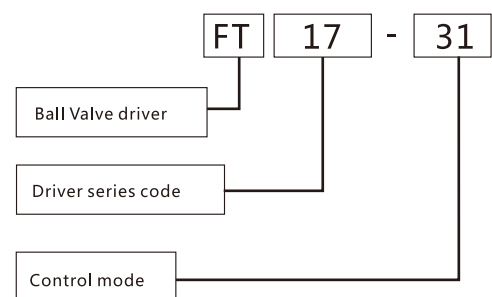 FT 17 - 31
Ball Valve driver
Driver series code
Control mode